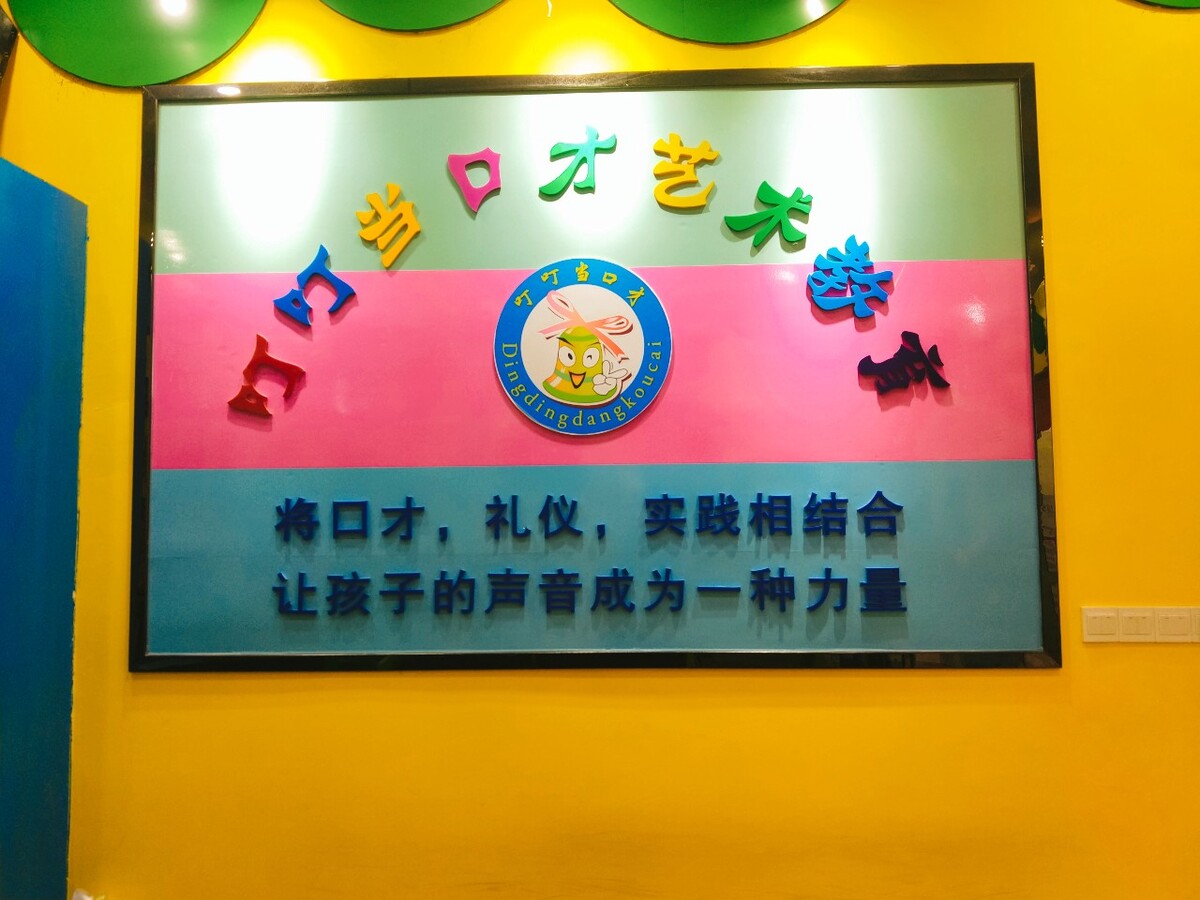 叮叮当口才艺术教育
叮叮当口才
Dingdingdangkoucai
将口才，礼仪，实践相结合
让孩子的声音成为一种力量